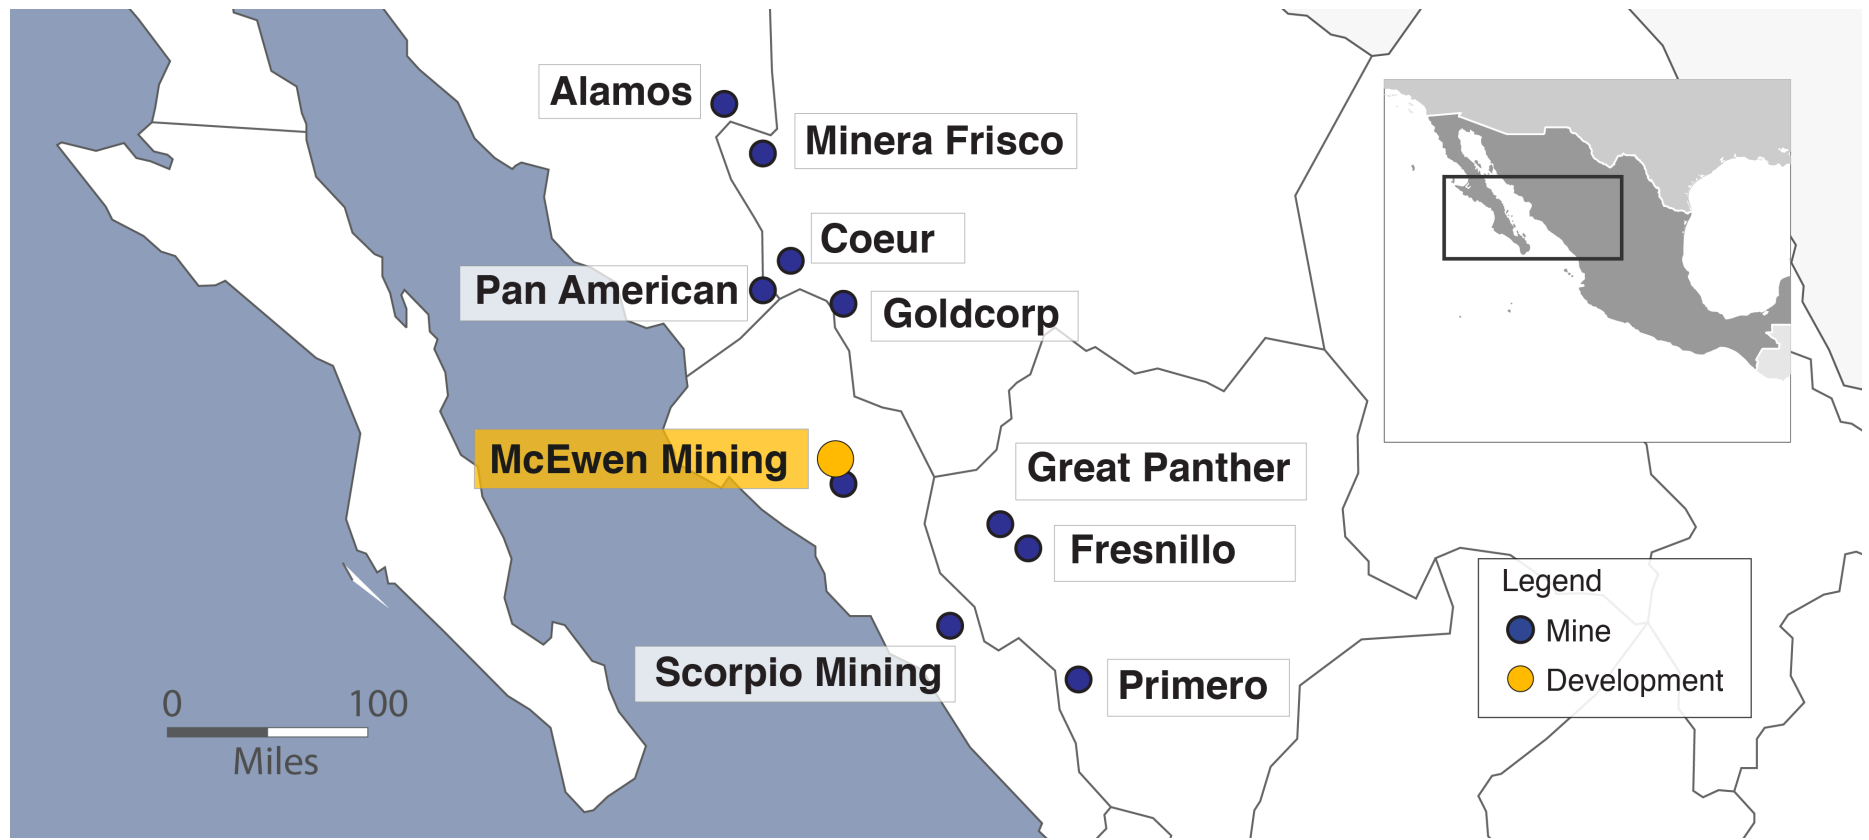 Alamos
Minera Frisco
Coeur
Pan American
Goldcorp
McEwen Mining
Great Panther
Fresnillo
Scorpio Mining
Primero
Legend
Mine
Development
0 100
Miles